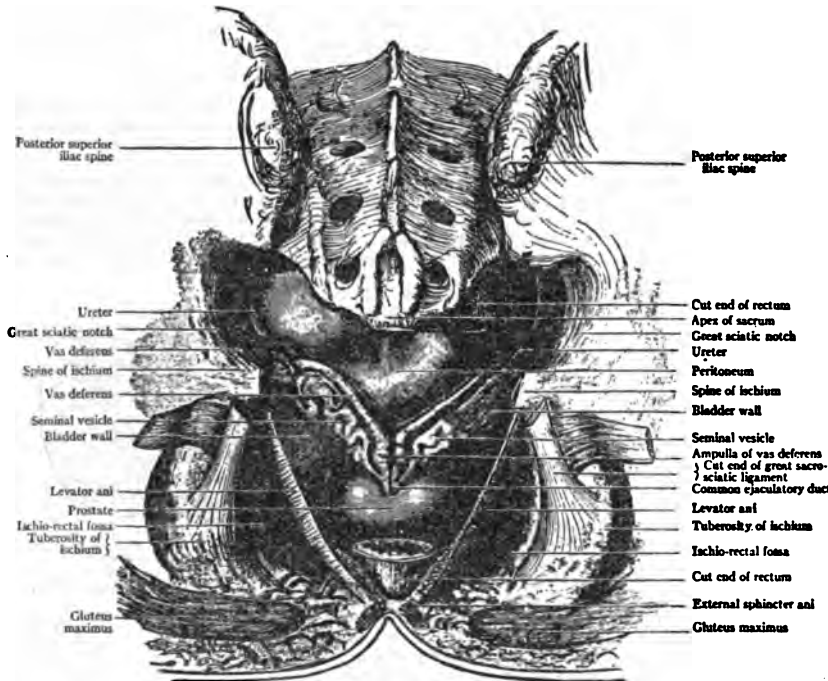 Posterior superior
iliac spine
Ureter
Great sciatic notch
Vas deferens
Spine of ischium
Vas deferens
Seminal vesicle
Bladder wall
Levator ani
Prostate
Ischio-rectal fossa
Tuberosity of }
ischium }
Gluteus
maximus
Posterior superior
iliac spine
Cut end of rectum
Apex of sacrum
Great sciatic notch
Ureter
Peritoneum
Spine of ischium
Bladder wall
Seminal vesicle
Ampulla of vas deferens
} Cut end of great sacro-
} sciatic ligament
Common ejaculatory duct
Levator ani
Tuberosity of ischium
Ischio-rectal fossa
Cut end of rectum
External sphincter ani
Gluteus maximus